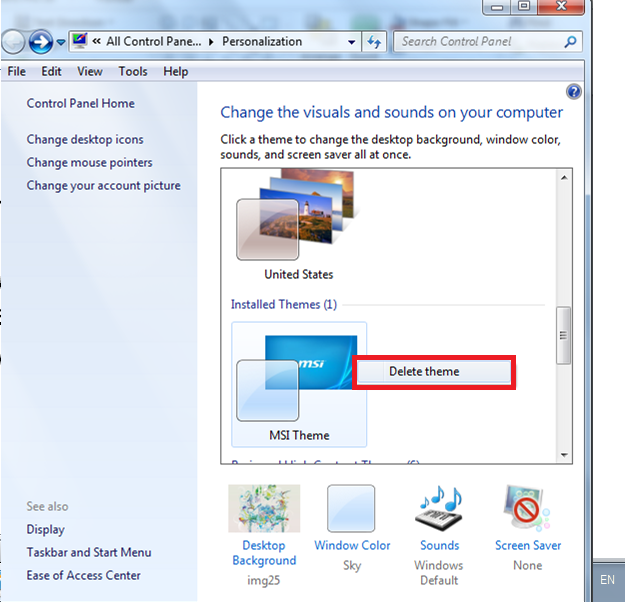 « All Control Pane... ▸ Personalization
Search Control Panel
File Edit View Tools Help
Control Panel Home
Change desktop icons
Change mouse pointers
Change your account picture
Change the visuals and sounds on your computer
Click a theme to change the desktop background, window color,
sounds, and screen saver all at once.
United States
Installed Themes (1)
msi
Delete theme
MSI Theme
See also
Display
Taskbar and Start Menu
Ease of Access Center
Desktop
Background
img25
Window Color
Sky
Sounds
Windows
Default
Screen Saver
None
EN